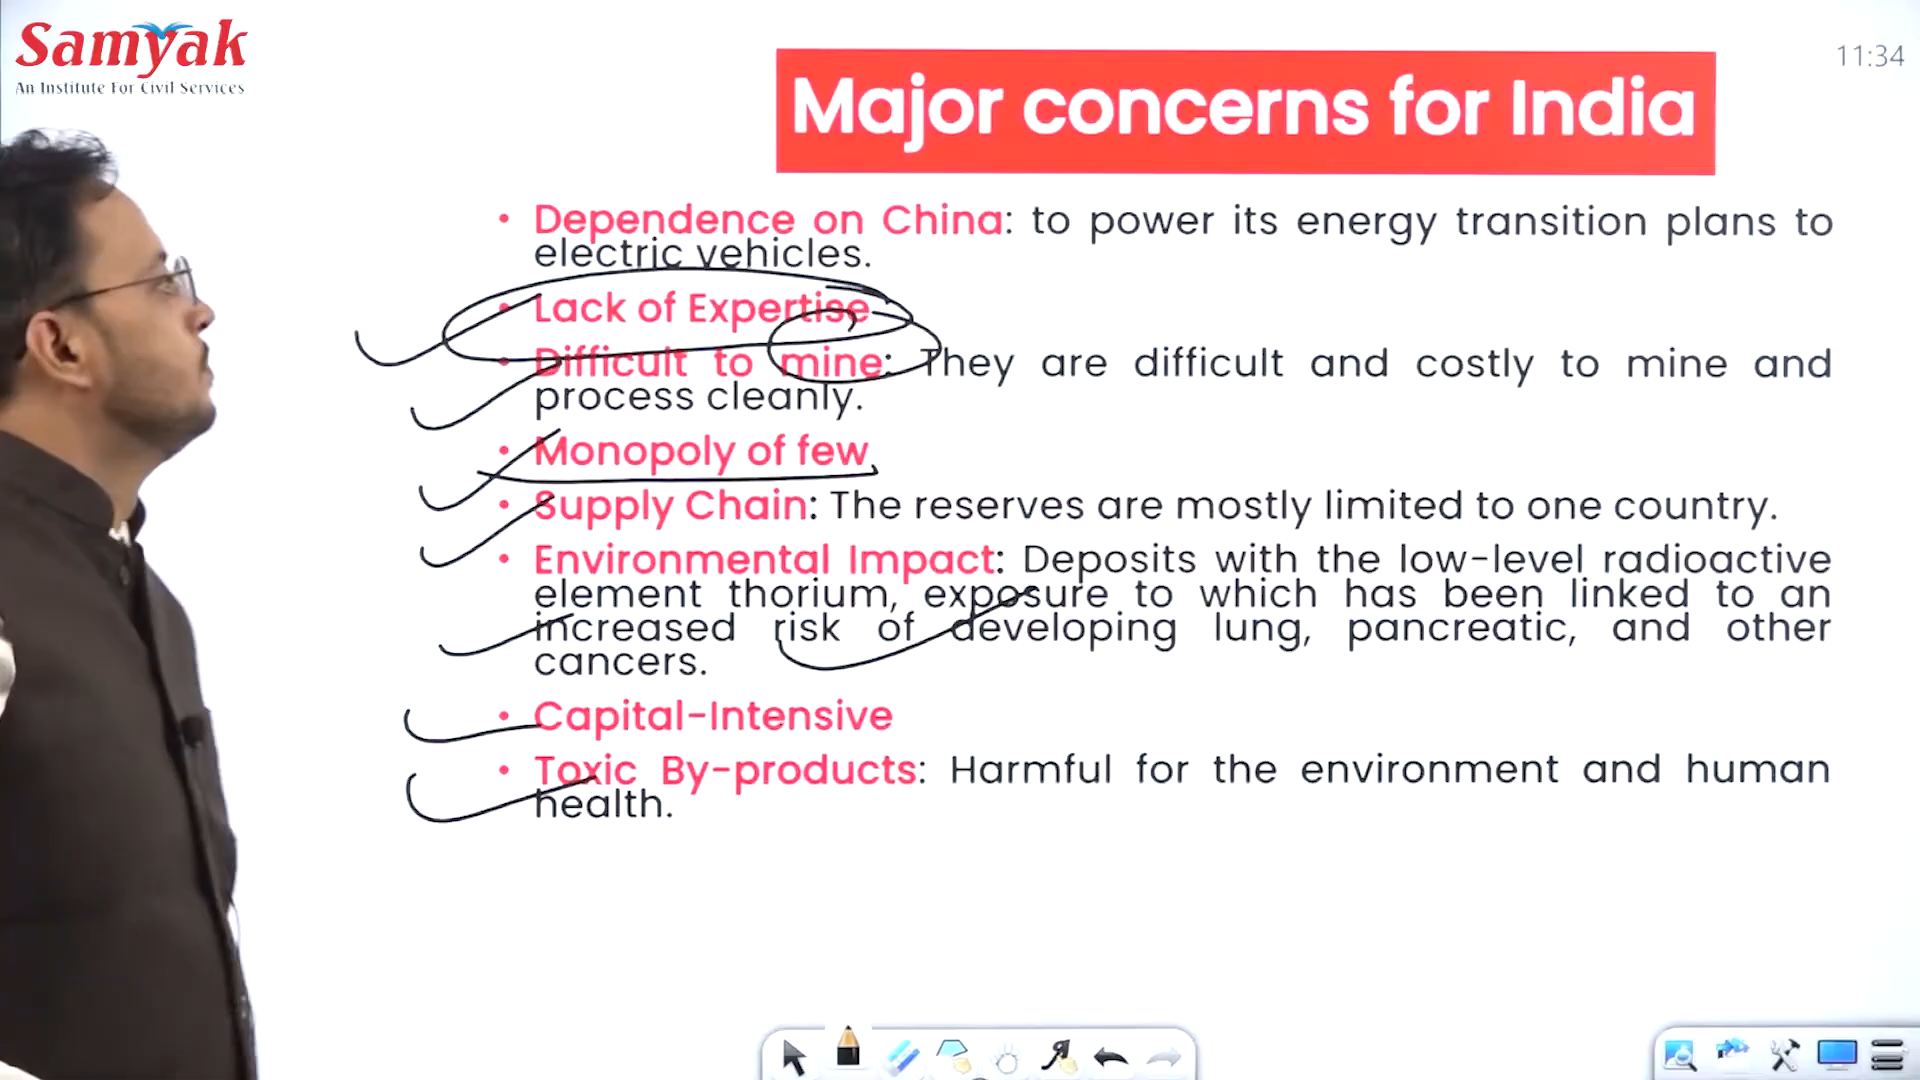 Samyak
An Institute For Civil Services
11:34
Major concerns for India
• Dependence on China: to power its energy transition plans to
electric vehicles.
• Lack of Expertise
• Difficult to mine: They are difficult and costly to mine and
process cleanly.
• Monopoly of few
• Supply Chain: The reserves are mostly limited to one country.
• Environmental Impact: Deposits with the low-level radioactive
element thorium, exposure to which has been linked to an
increased risk of developing lung, pancreatic, and other
cancers.
• Capital-Intensive
• Toxic By-products: Harmful for the environment and human
health.